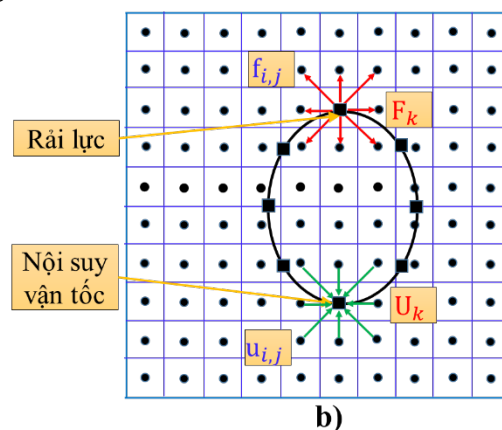 f_{i,j}
F_k
Rải lực
Nội suy
vận tốc
U_k
u_{i,j}
b)